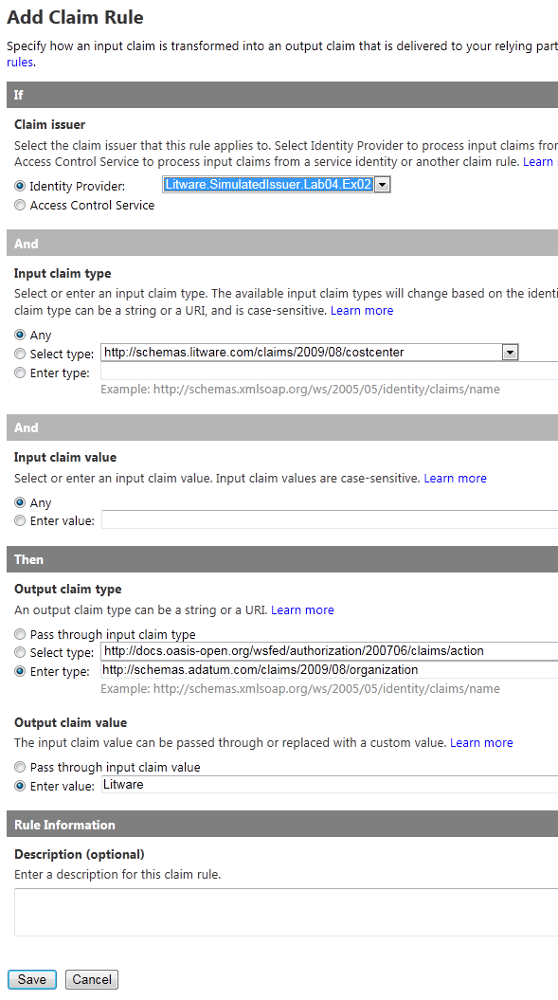 Add Claim Rule
Specify how an input claim is transformed into an output claim that is delivered to your relying part
rules.
If
Claim issuer
Select the claim issuer that this rule applies to. Select Identity Provider to process input claims fro
Access Control Service to process input claims from a service identity or another claim rule. Learn
Identity Provider: Litware.SimulatedIssuer.Lab04.Ex02
Access Control Service
And
Input claim type
Select or enter an input claim type. The available input claim types will change based on the identi
claim type can be a string or a URI, and is case-sensitive. Learn more
Any
Select type: http://schemas.litware.com/claims/2009/08/costcenter
Enter type:
Example: http://schemas.xmlsoap.org/ws/2005/05/identity/claims/name
And
Input claim value
Select or enter an input claim value. Input claim values are case-sensitive. Learn more
Any
Enter value:
Then
Output claim type
An output claim type can be a string or a URI. Learn more
Pass through input claim type
Select type: http://docs.oasis-open.org/wsfed/authorization/200706/claims/action
Enter type: http://schemas.adatum.com/claims/2009/08/organization
Example: http://schemas.xmlsoap.org/ws/2005/05/identity/claims/name
Output claim value
The input claim value can be passed through or replaced with a custom value. Learn more
Pass through input claim value
Enter value: Litware
Rule Information
Description (optional)
Enter a description for this claim rule.
Save Cancel